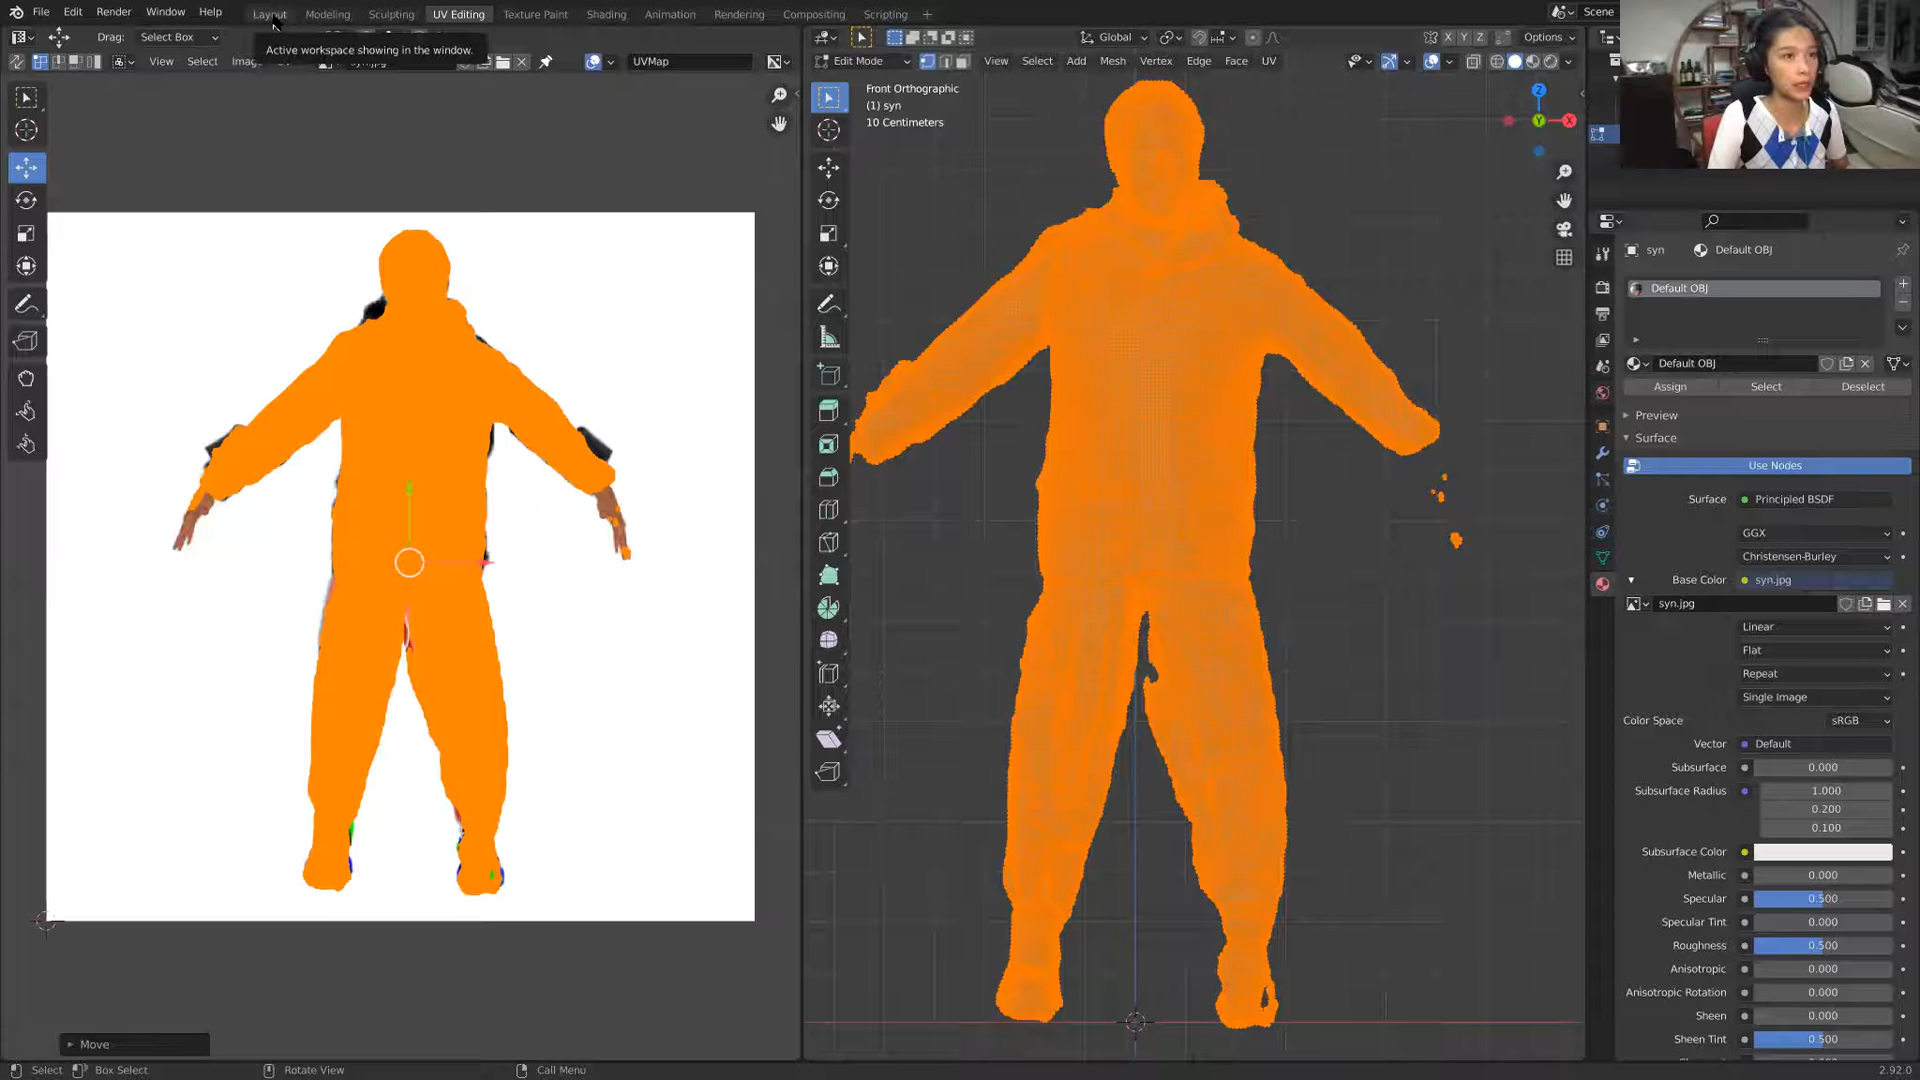 File Edit Render Window Help Layout Modeling Sculpting UV Editing Texture Paint Shading Animation Rendering Compositing Scripting + Scene
Drag: Select Box Global X Y Z Options
Active workspace showing in the window.
View Select UVMap Edit Mode View Select Add Mesh Vertex Edge Face UV
Front Orthographic
(1) syn
10 Centimeters
Z
Y
X
syn Default OBJ
Default OBJ
Default OBJ
Assign Select Deselect
Preview
Surface
Use Nodes
Surface Principled BSDF
GGX
Christensen-Burley
Base Color syn.jpg
syn.jpg
Linear
Flat
Repeat
Single Image
Color Space sRGB
Vector Default
Subsurface 0.000
Subsurface Radius 1.000
0.200
0.100
Subsurface Color
Metallic 0.000
Specular 0.500
Specular Tint 0.000
Roughness 0.500
Anisotropic 0.000
Anisotropic Rotation 0.000
Sheen 0.000
Sheen Tint 0.500
Move
Select Box Select Rotate View Call Menu 2.92.0